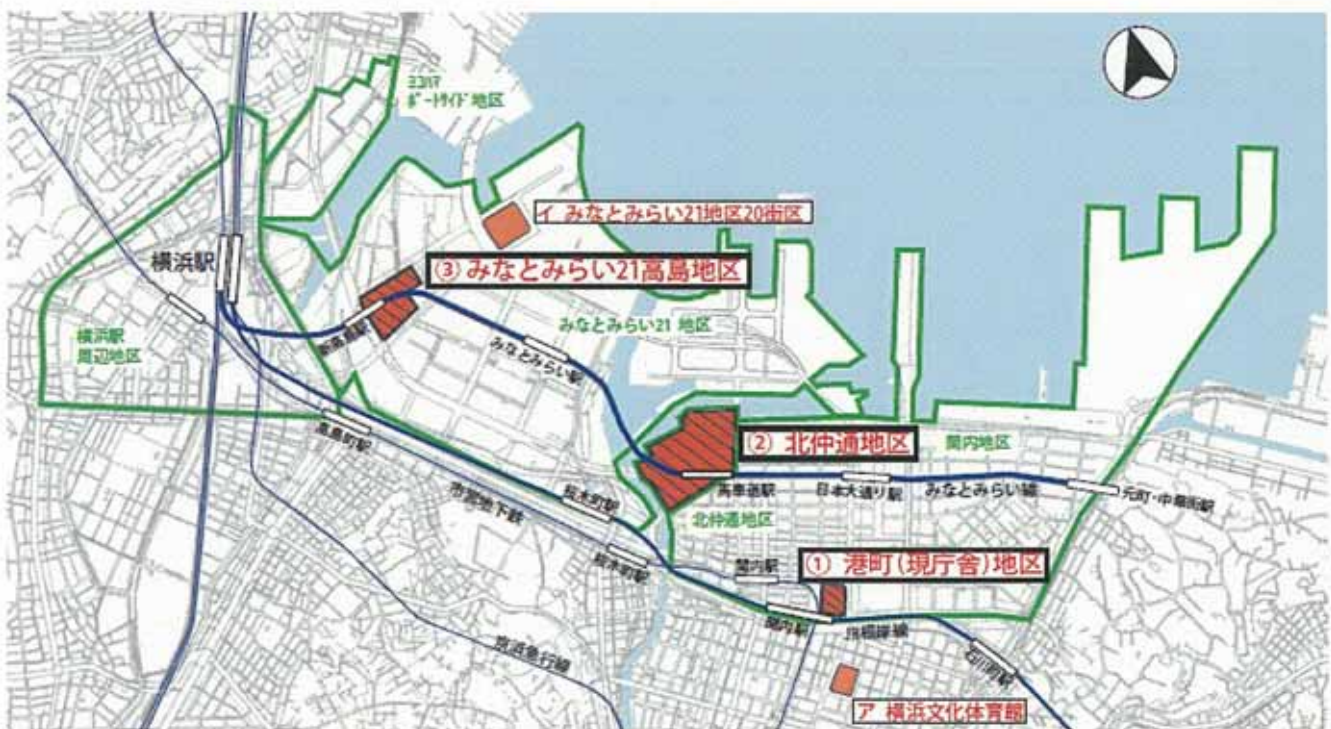 ヨコハマ
ポートサイド地区
イ みなとみらい21地区20街区
横浜駅
③ みなとみらい21高島地区
横浜駅
周辺地区
新高島駅
みなとみらい21 地区
みなとみらい駅
高島町駅
② 北仲通地区
関内地区
馬車道駅
日本大通り駅
みなとみらい線
元町・中華街駅
桜木町駅
市営地下鉄
北仲通地区
桜木町駅
関内駅
① 港町(現庁舎)地区
関内駅
JR根岸線
石川町駅
京浜急行線
ア 横浜文化体育館